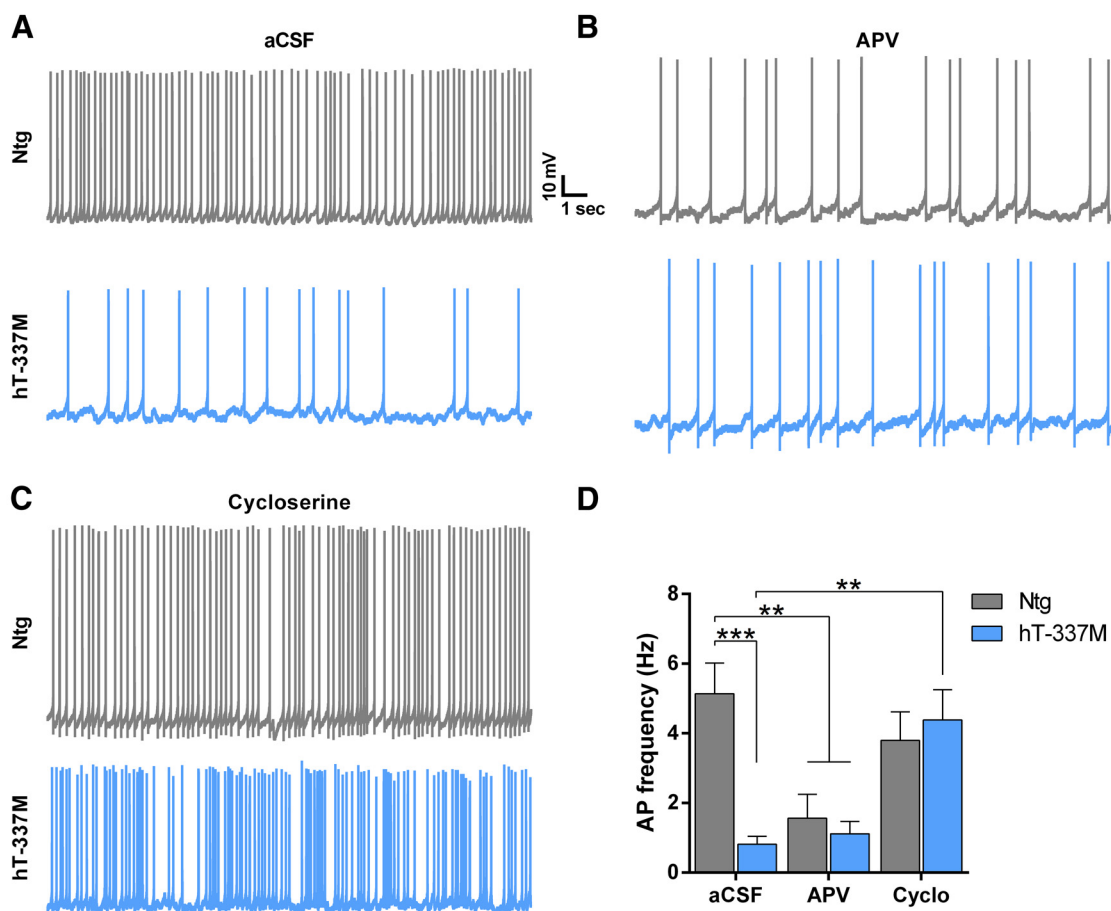 A
aCSF
Ntg
10 mV
1 sec
hT-337M
B
APV
C
Cycloserine
Ntg
hT-337M
D
AP frequency (Hz)
8
6
4
2
0
**
**
***
Ntg
hT-337M
aCSF
APV
Cyclo